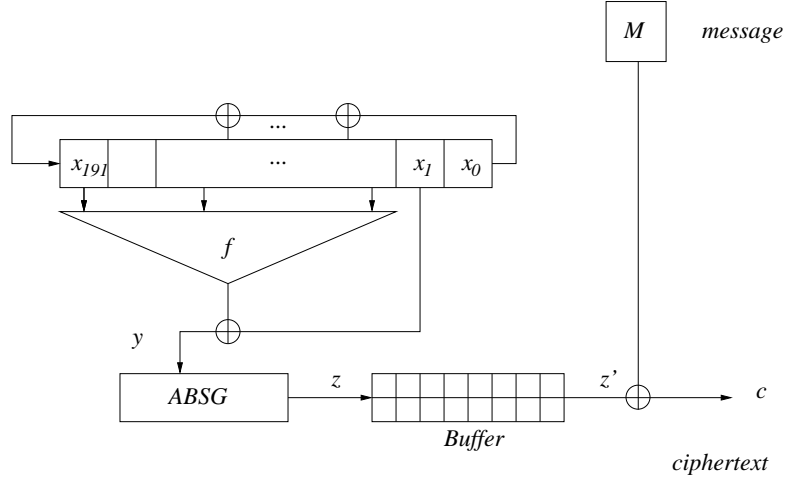 M message
...
x191 ... x1 x0
f
y
z z'
ABSG c
Buffer
ciphertext